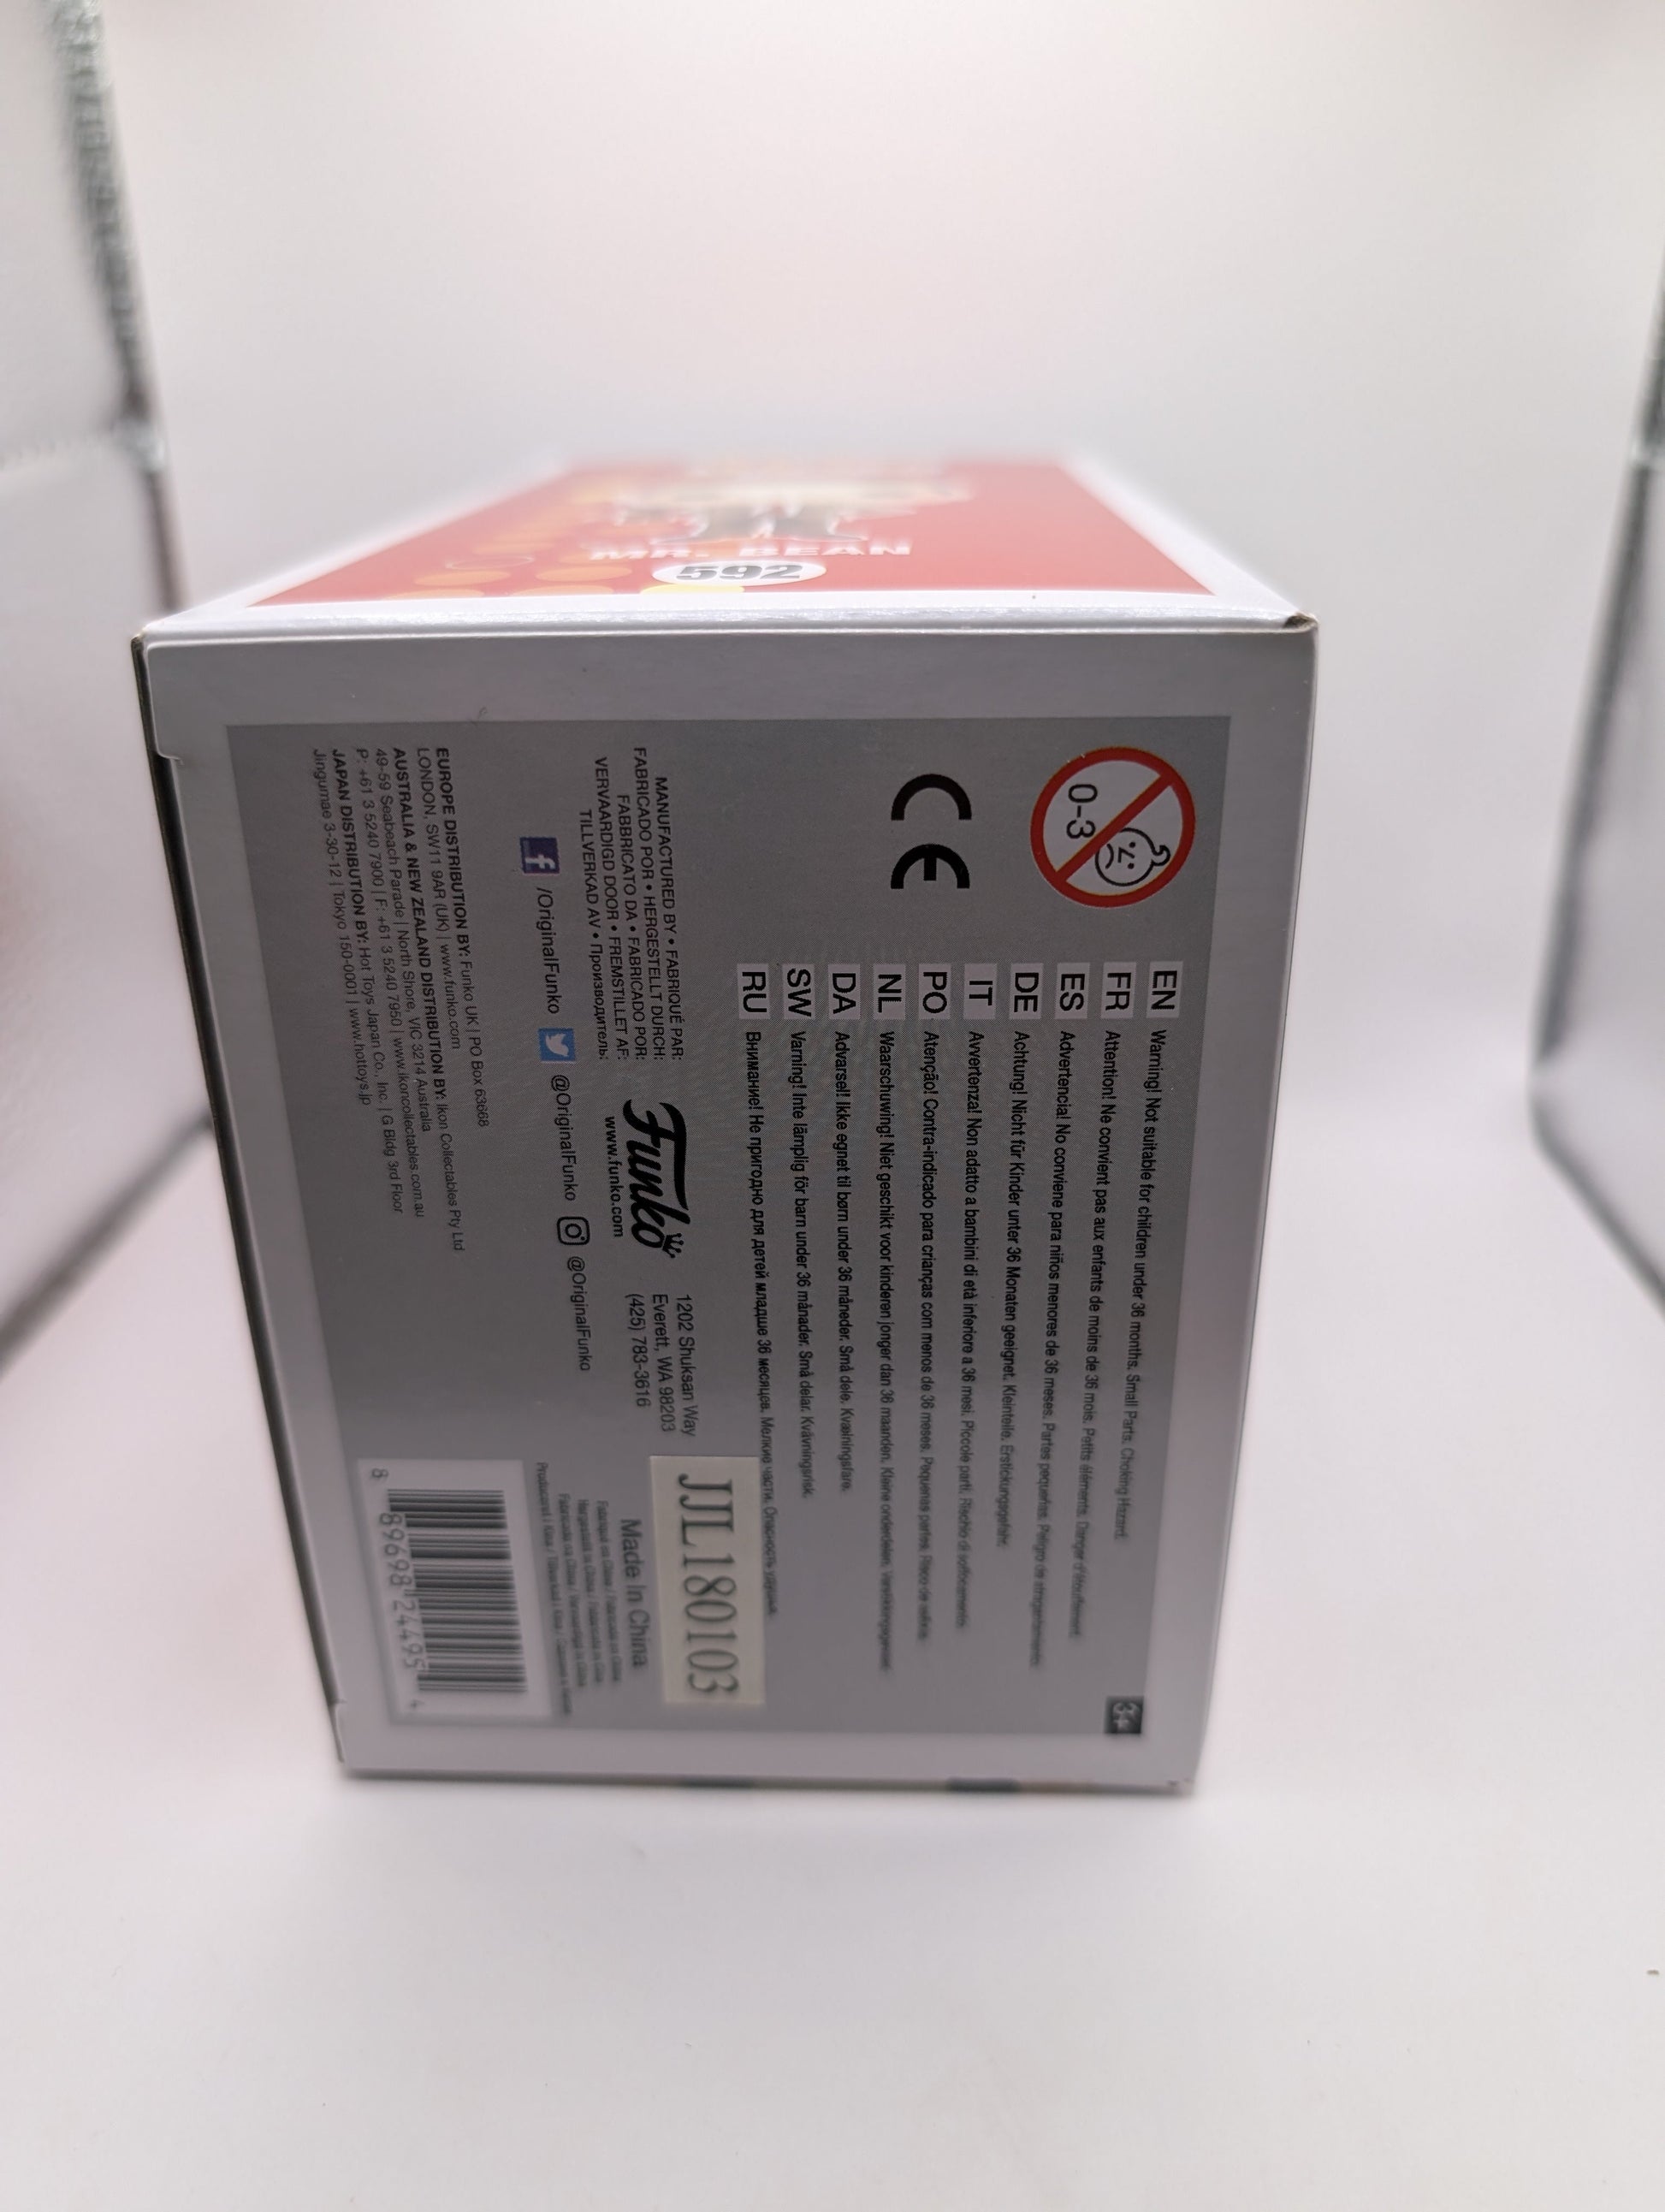 MR. BEAN
592
0-3
CE
EN Warning! Not suitable for children under 36 months. Small Parts. Choking Hazard.
FR Attention! Ne convient pas aux enfants de moins de 36 mois. Petits éléments. Danger d'étouffement.
ES Advertencia! No conviene para niños menores de 36 meses. Partes pequeñas. Peligro de
DE Achtung! Nicht für Kinder unter 36 Monaten geeignet. Kleinteile. Erstickungsgefahr.
IT Avvertenza! Non adatto a bambini di età inferiore a 36 mesi. Piccole parti. Rischio di soffocamento.
PO Atenção! Contra-indicado para crianças com menos de 36 meses. Pequenas partes. Risco de asfixia.
NL Waarschuwing! Niet geschikt voor kinderen jonger dan 36 maanden. Kleine onderdelen.
DA Advarsel! Ikke egnet til børn under 36 måneder. Små dele. Kvælningsfare.
SW Varning! Inte lämplig för barn under 36 månader. Små delar. Kvävningsrisk.
RU Внимание! Не пригодно для детей младше 36 месяцев. Мелкие части. Опасность удушья.
3+
MANUFACTURED BY • FABRIQUÉ PAR:
FABRICADO POR • HERGESTELLT DURCH:
FABBRICATO DA • FABRICADO POR:
VERVAARDIGD DOOR • FREMSTILLET AF:
TILLVERKAD AV • Производитель:
Funko
www.funko.com
1202 Shuksan Way
Everett, WA 98203
(425) 783-3616
JJL180103
Made In China
/OriginalFunko @OriginalFunko @OriginalFunko
EUROPE DISTRIBUTION BY: Funko UK | PO Box 63668
LONDON, SW11 9AR (UK) | www.funko.com
AUSTRALIA & NEW ZEALAND DISTRIBUTION BY: Ikon Collectables Pty Ltd
49-59 Seabeach Parade | North Shore, VIC 3214 Australia
P: +61 3 5240 7900 | F: +61 3 5240 7950 | www.ikoncollectables.com.au
JAPAN DISTRIBUTION BY: Hot Toys Japan Co., Inc. | G Bldg 3rd Floor
Jingumae 3-30-12 | Tokyo 150-0001 | www.hottoys.jp
8 89698 24495 4